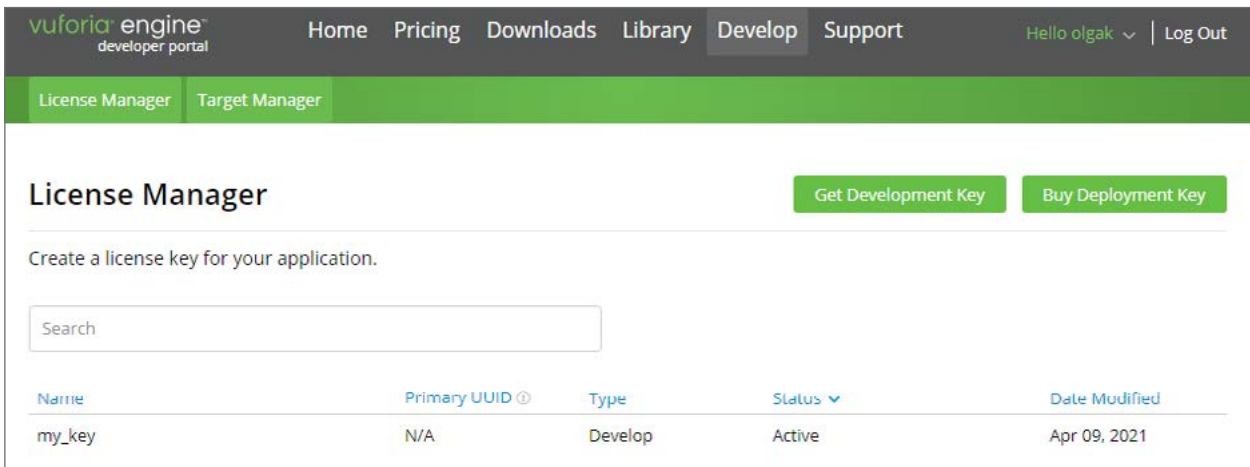 vuforia engine Home Pricing Downloads Library Develop Support Hello olgak | Log Out
developer portal
License Manager Target Manager
License Manager Get Development Key Buy Deployment Key
Create a license key for your application.
Search
Name Primary UUID Type Status Date Modified
my_key N/A Develop Active Apr 09, 2021